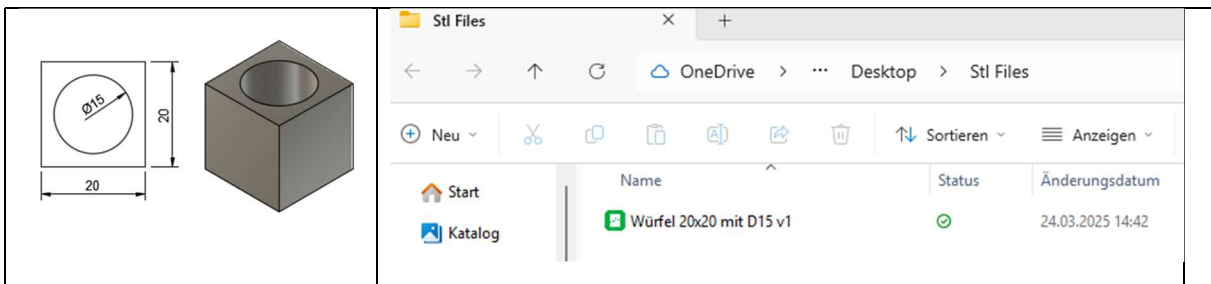 Ø15
20
20
Stl Files
OneDrive > ... Desktop > Stl Files
Neu
Sortieren
Anzeigen
Start
Katalog
Name
Status
Änderungsdatum
Würfel 20x20 mit D15 v1
24.03.2025 14:42